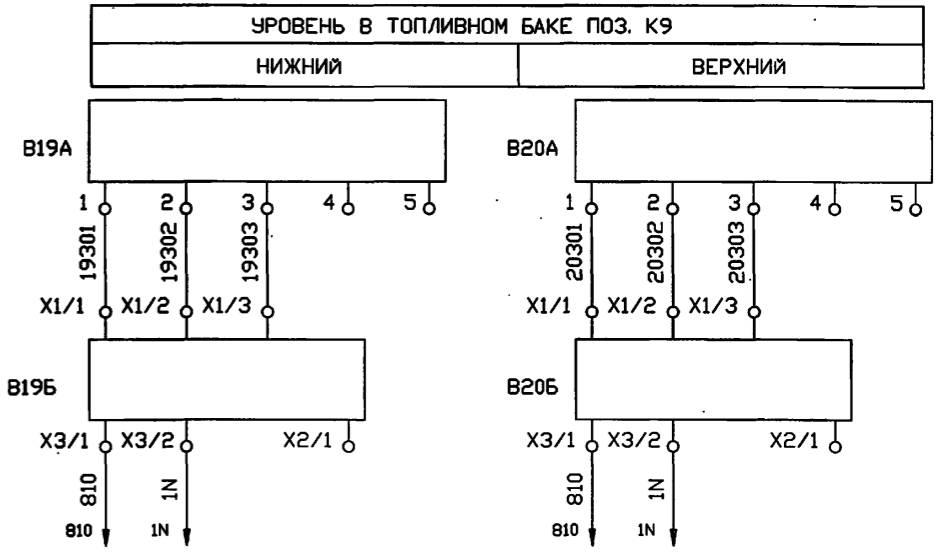 УРОВЕНЬ В ТОПЛИВНОМ БАКЕ ПОЗ. К9
НИЖНИЙ ВЕРХНИЙ
В19А В20А
1 2 3 4 5 1 2 3 4 5
19301 19302 19303 20301 20302 20303
X1/1 X1/2 X1/3 X1/1 X1/2 X1/3
В19Б В20Б
X3/1 X3/2 X2/1 X3/1 X3/2 X2/1
810 1N 810 1N
810 1N 810 1N